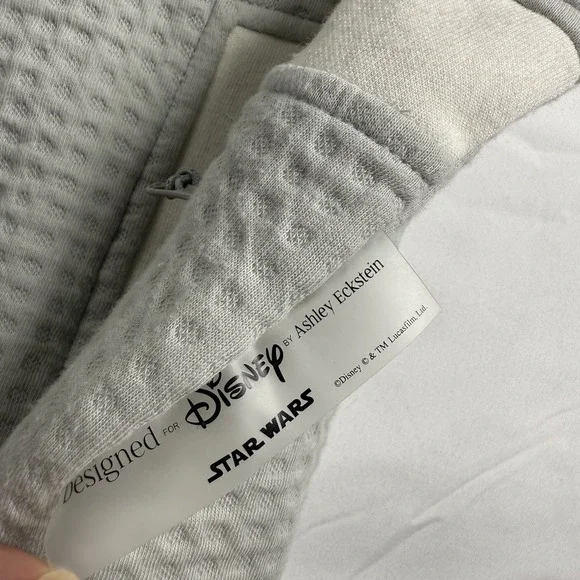 Designed FOR Disney BY Ashley Eckstein
STAR WARS
©Disney © & TM Lucasfilm, Ltd.